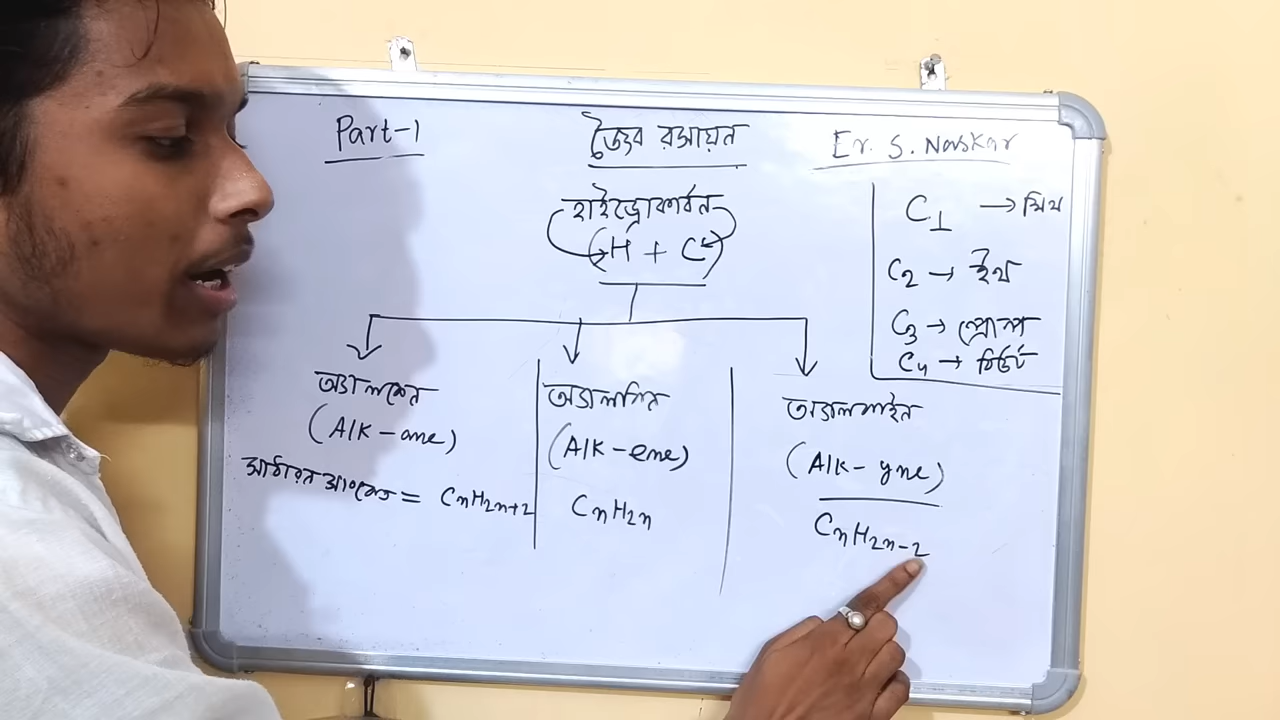 Part-1
জৈব রসায়ন
Er. S. Naskar
হাইড্রোকার্বন
(H + C)
C1 → মিথ
C2 → ইথ
C3 → প্রোপ
C4 → বিউট
অ্যালকেন
(Alk-ane)
সাধারন সংকেত = CnH2n+2
অ্যালকিন
(Alk-ene)
CnH2n
অ্যালকাইন
(Alk-yne)
CnH2n-2